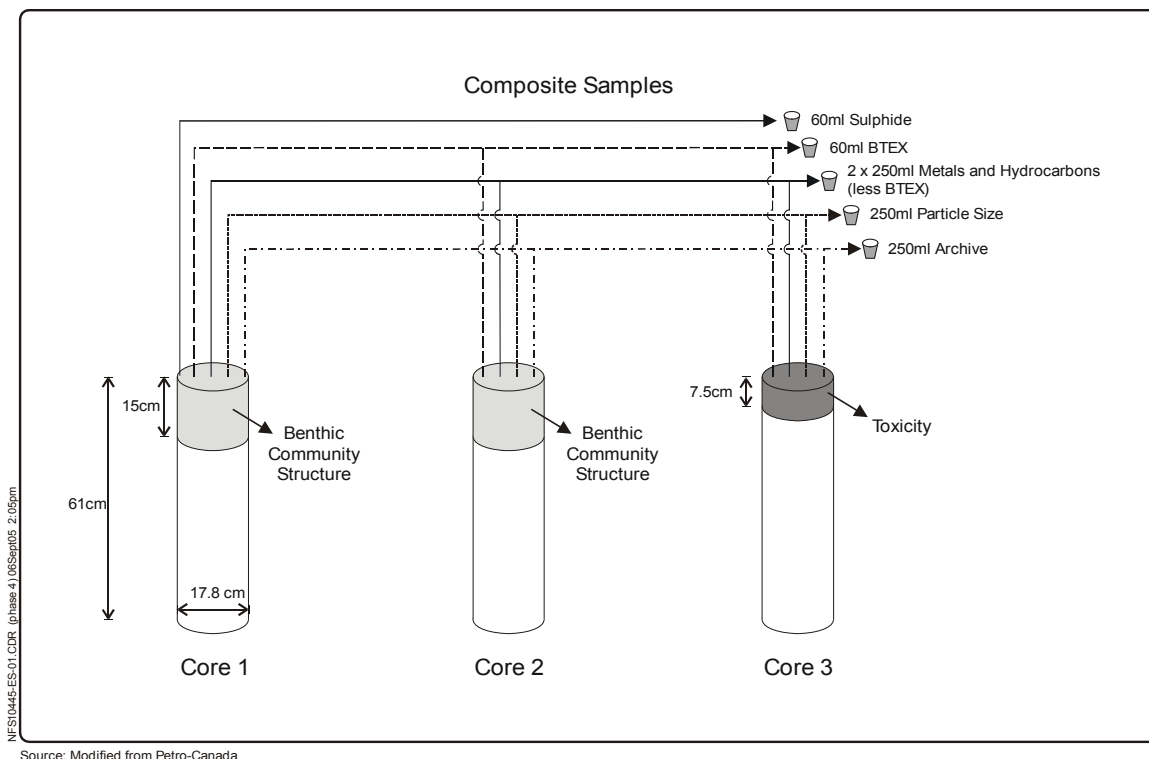 Composite Samples
60ml Sulphide
60ml BTEX
2 x 250ml Metals and Hydrocarbons
(less BTEX)
250ml Particle Size
250ml Archive
15cm
Benthic
Community
Structure
Benthic
Community
Structure
7.5cm
Toxicity
61cm
17.8 cm
Core 1
Core 2
Core 3
NFS10445-ES-01.CDR (phase 4) 06Sept05 2:05pm
Source: Modified from Petro-Canada